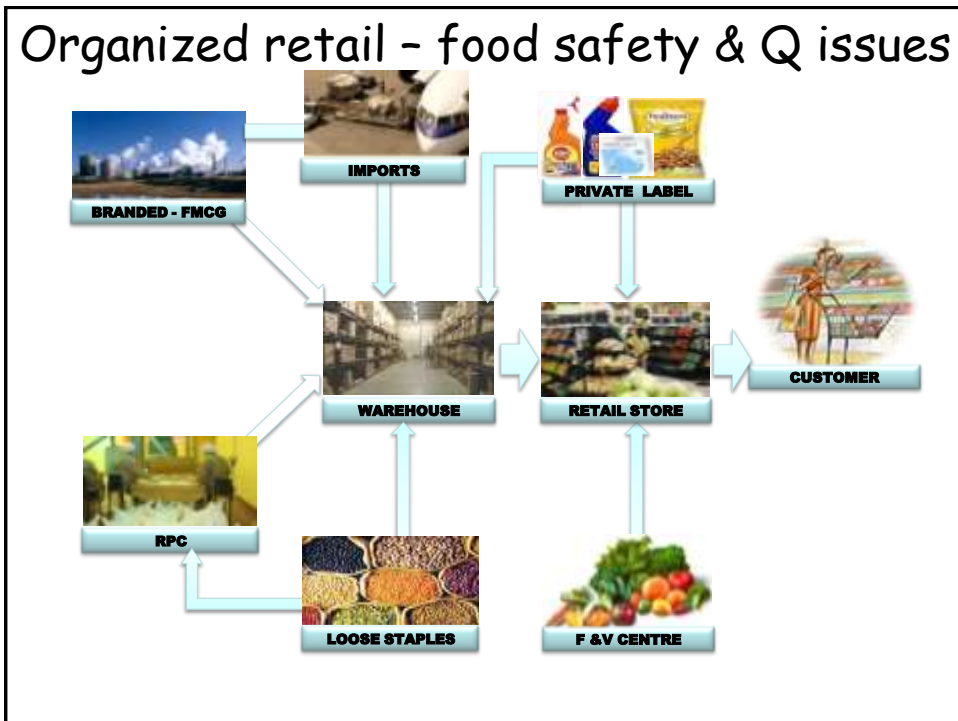 Organized retail – food safety & Q issues
IMPORTS
PRIVATE LABEL
BRANDED - FMCG
WAREHOUSE
RETAIL STORE
CUSTOMER
RPC
LOOSE STAPLES
F &V CENTRE